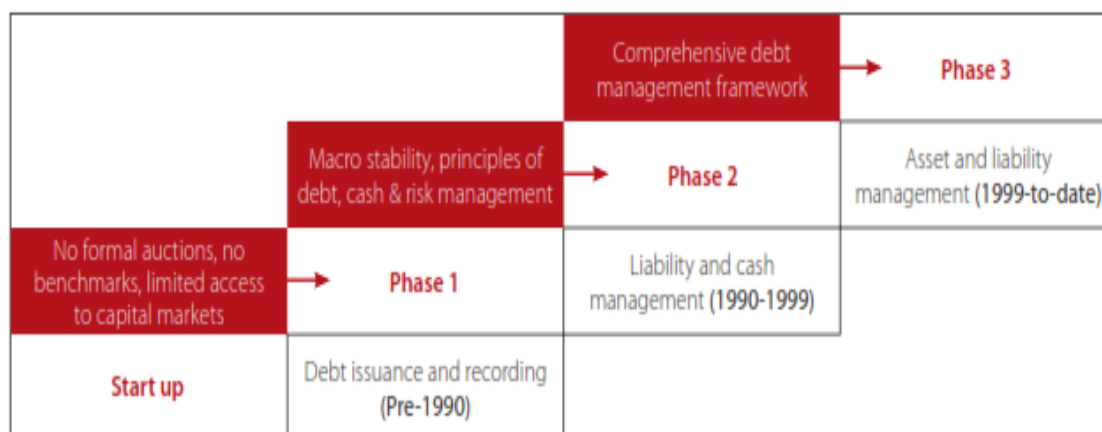 Comprehensive debt
management framework
Phase 3
Macro stability, principles of
debt, cash & risk management
Phase 2
Asset and liability
management (1999-to-date)
No formal auctions, no
benchmarks, limited access
to capital markets
Phase 1
Liability and cash
management (1990-1999)
Start up
Debt issuance and recording
(Pre-1990)